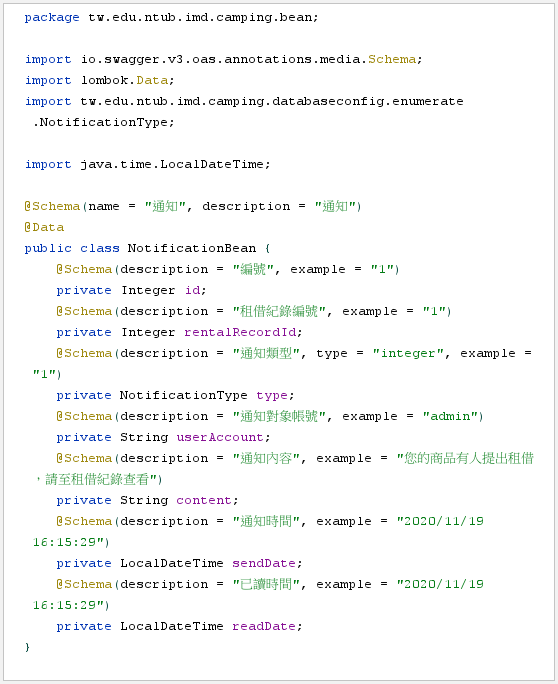 package tw.edu.ntub.imd.camping.bean;
import io.swagger.v3.oas.annotations.media.Schema;
import lombok.Data;
import tw.edu.ntub.imd.camping.databaseconfig.enumerate
.NotificationType;
import java.time.LocalDateTime;
@Schema(name = "通知", description = "通知")
@Data
public class NotificationBean {
@Schema(description = "編號", example = "1")
private Integer id;
@Schema(description = "租借紀錄編號", example = "1")
private Integer rentalRecordId;
@Schema(description = "通知類型", type = "integer", example =
"1")
private NotificationType type;
@Schema(description = "通知對象帳號", example = "admin")
private String userAccount;
@Schema(description = "通知內容", example = "您的商品有人提出租借
，請至租借紀錄查看")
private String content;
@Schema(description = "通知時間", example = "2020/11/19
16:15:29")
private LocalDateTime sendDate;
@Schema(description = "已讀時間", example = "2020/11/19
16:15:29")
private LocalDateTime readDate;
}